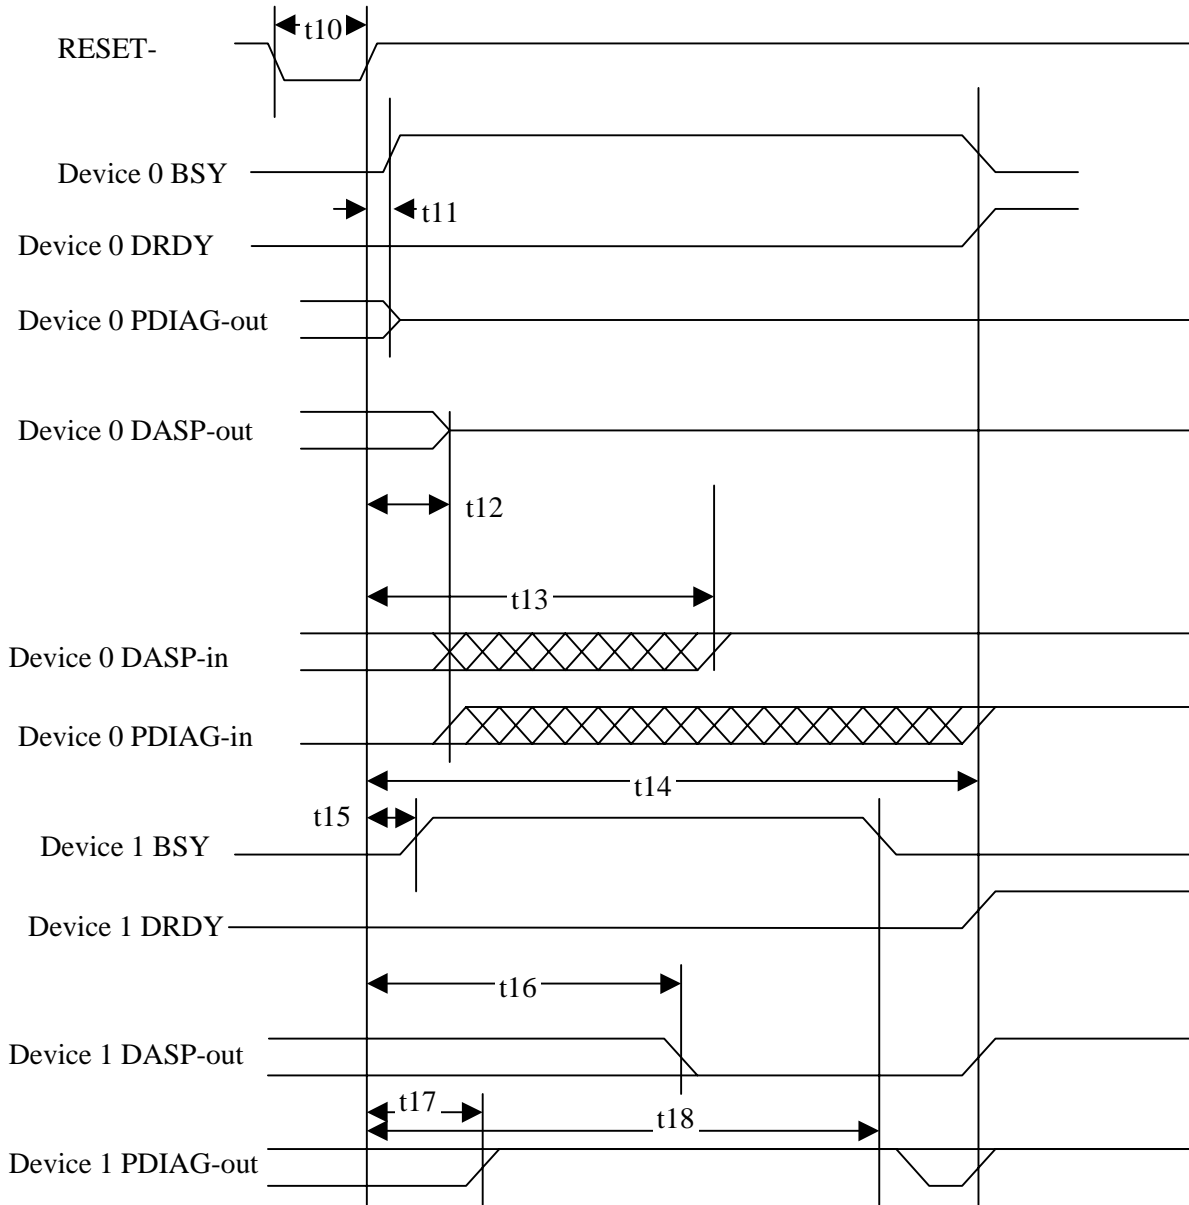 t10
RESET-
Device 0 BSY
t11
Device 0 DRDY
Device 0 PDIAG-out
Device 0 DASP-out
t12
t13
Device 0 DASP-in
Device 0 PDIAG-in
t14
t15
Device 1 BSY
Device 1 DRDY
t16
Device 1 DASP-out
t17
t18
Device 1 PDIAG-out